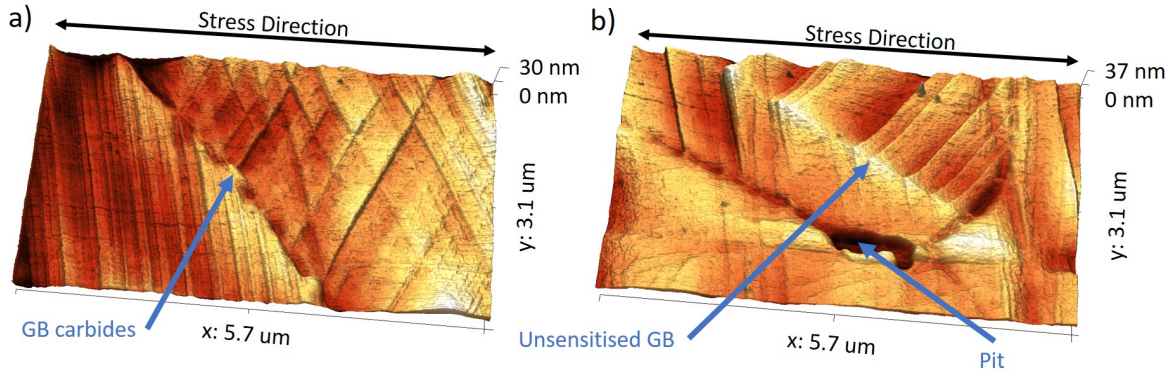 a)
Stress Direction
30 nm
0 nm
y: 3.1 um
GB carbides
x: 5.7 um
b)
Stress Direction
37 nm
0 nm
y: 3.1 um
Unsensitised GB
x: 5.7 um
Pit